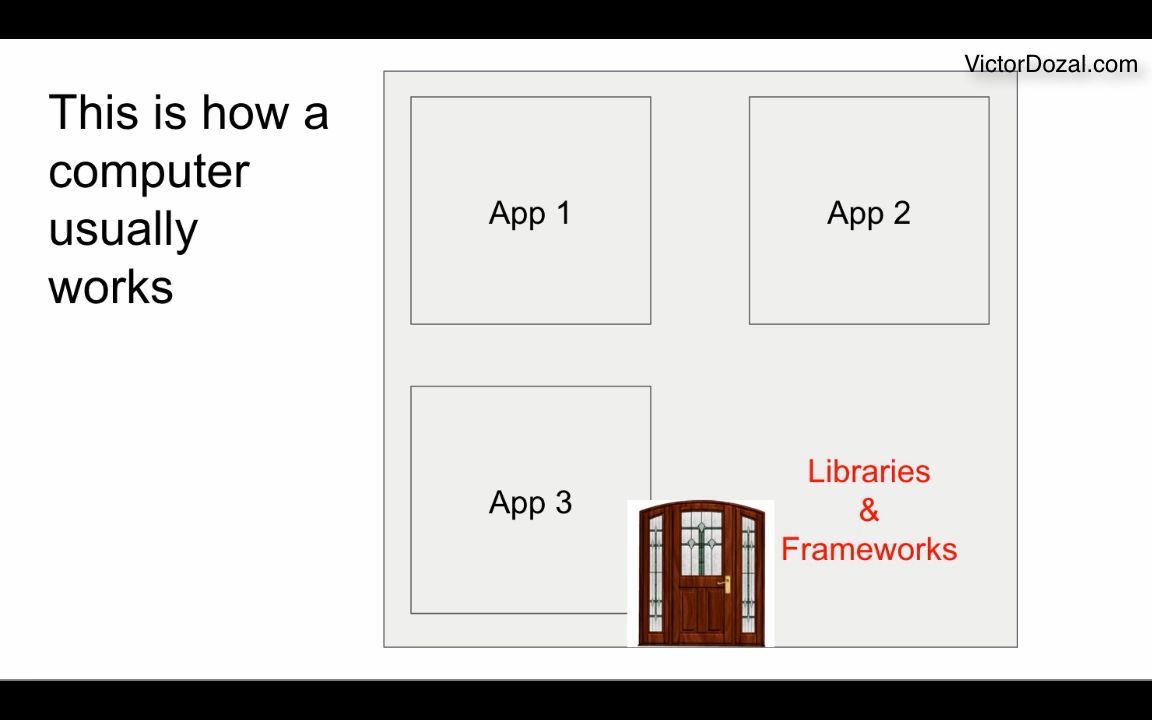 VictorDozal.com
This is how a
computer
usually
works
App 1
App 2
App 3
Libraries
&
Frameworks